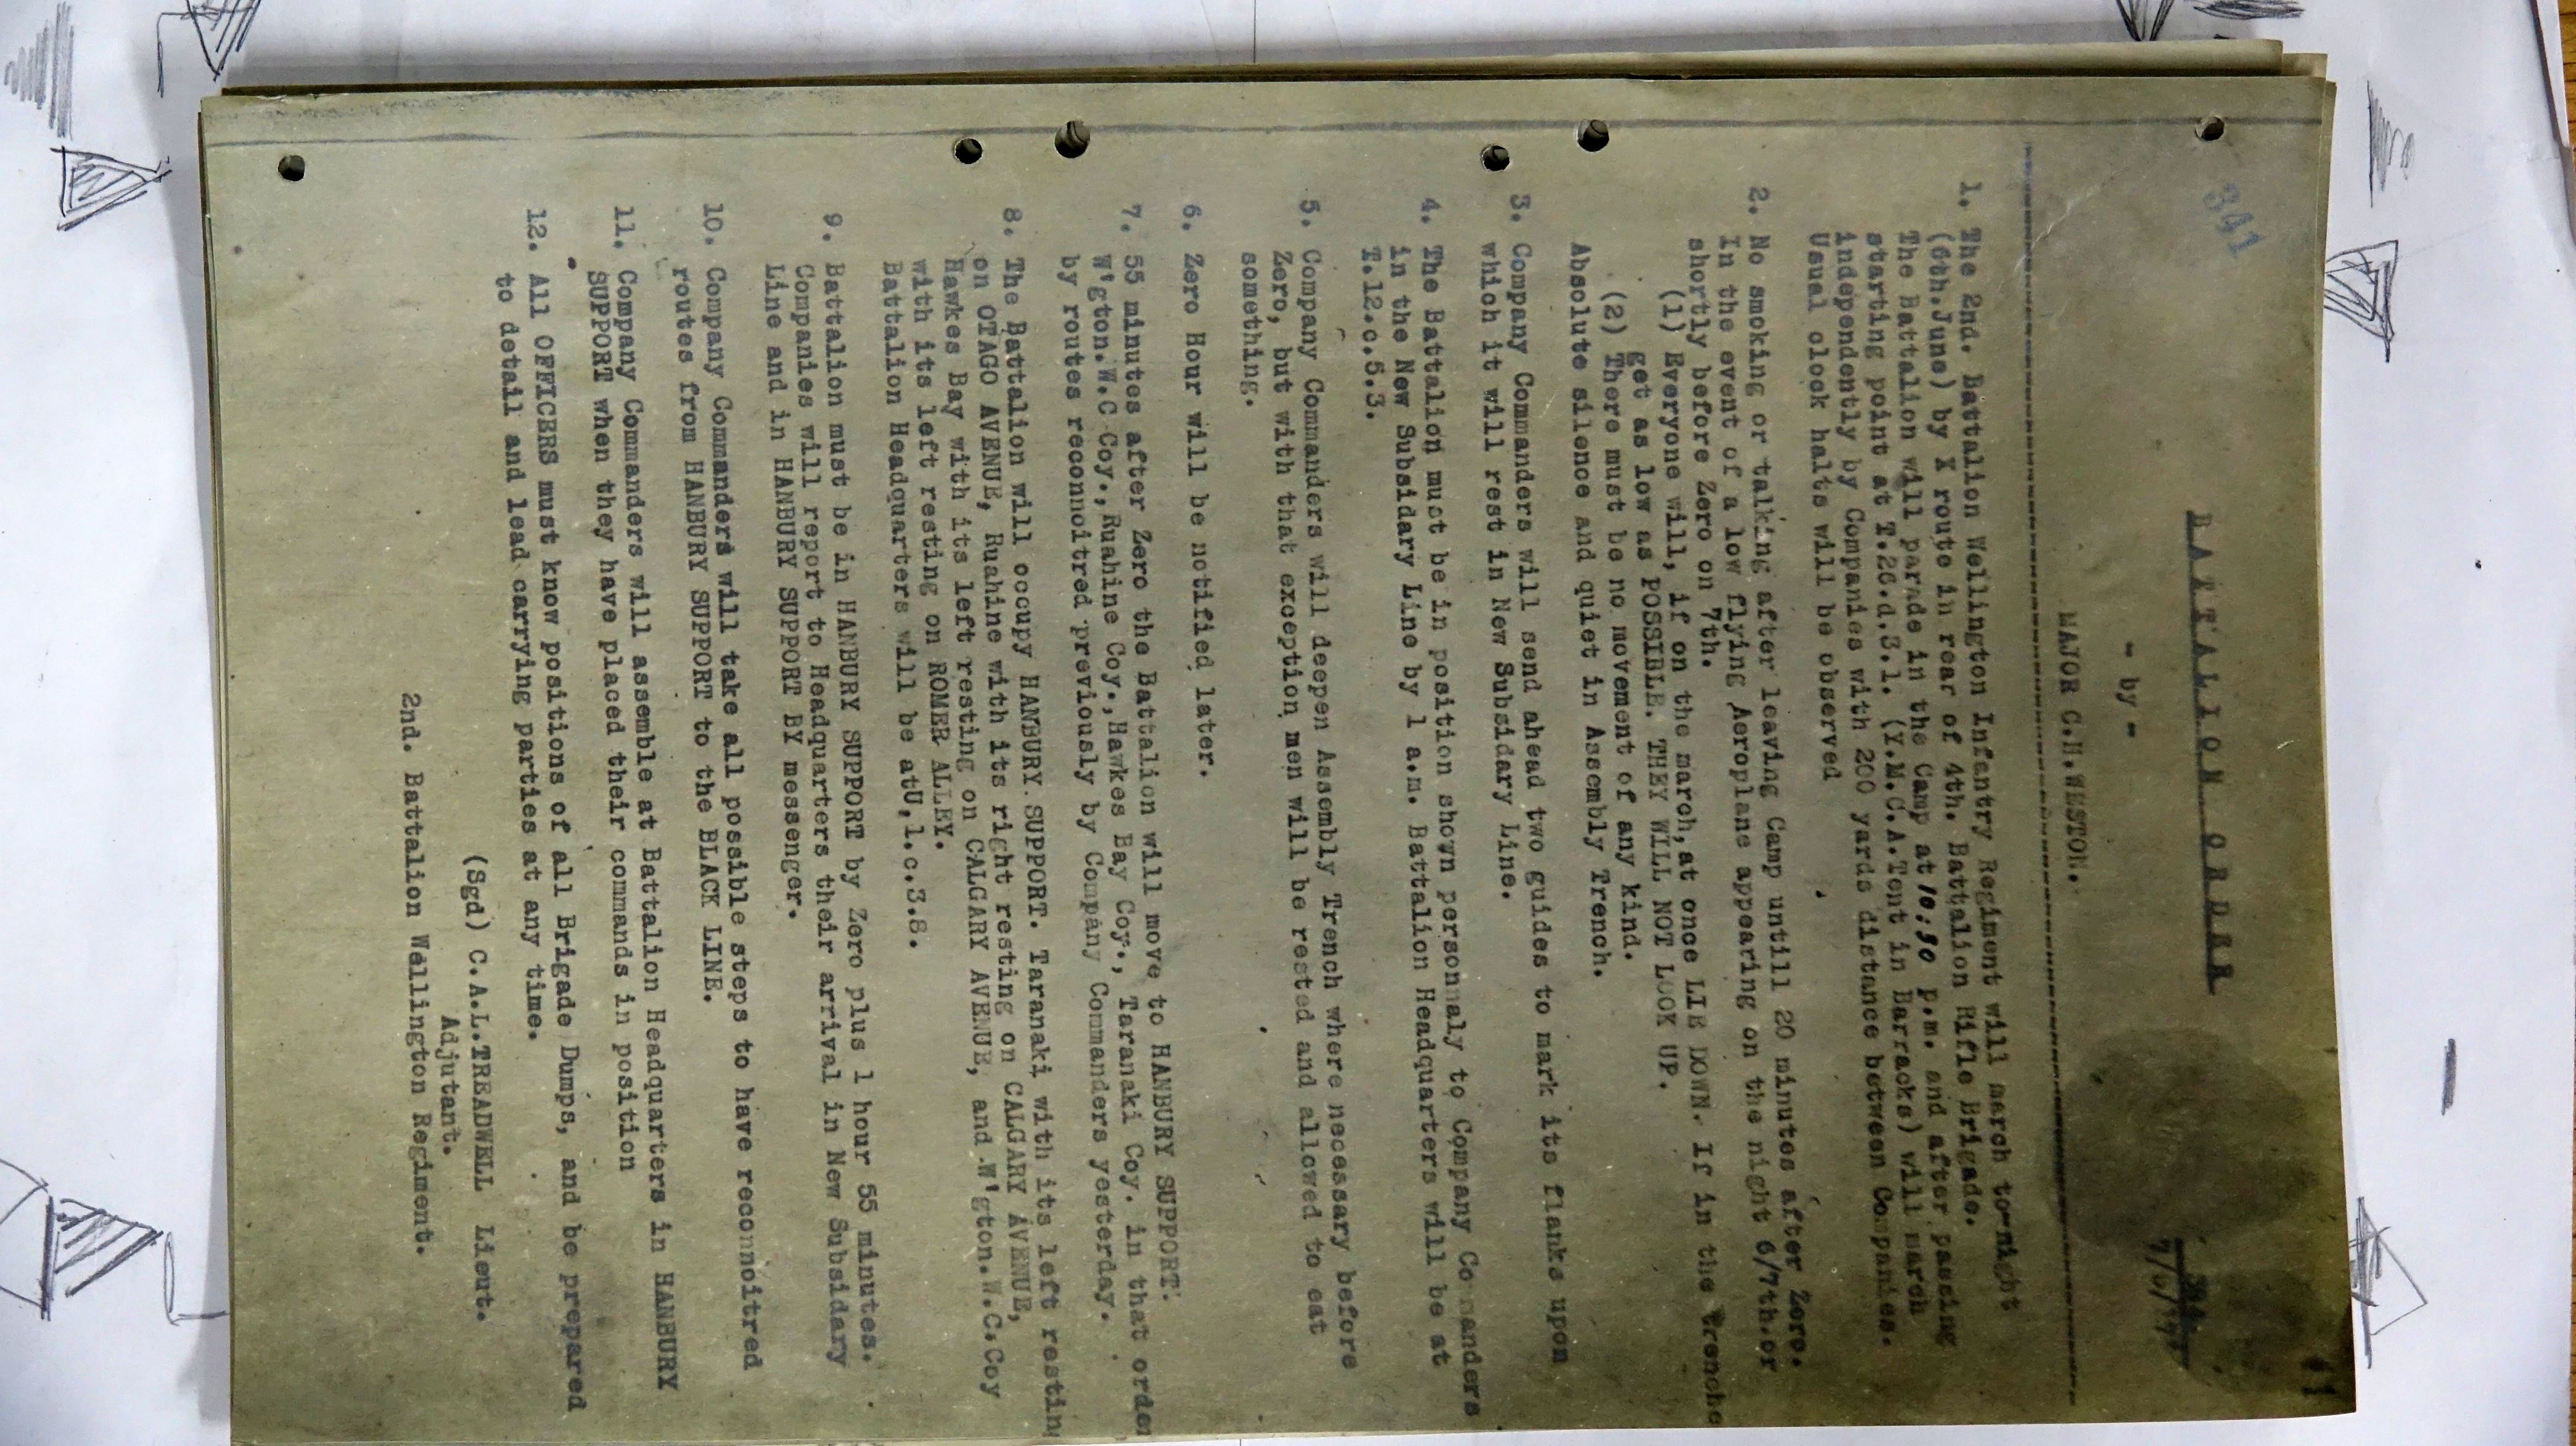 341
BATTALION ORDER
- by -
MAJOR C.H.WESTON.
1. The 2nd. Battalion Wellington Infantry Regiment will march to-night
(6th.June) by X route in rear of 4th. Battalion Rifle Brigade.
The Battalion will parade in the Camp at 10.30 p.m. and after passing
starting point at T.26.d.3.1. (Y.M.C.A.Tent in Barracks) will march
independently by Companies with 200 yards distance between Companies.
Usual clock halts will be observed
2. No smoking or talking after leaving Camp untill 20 minutes after Zero.
In the event of a low flying Aeroplane appearing on the night 6/7th.or
shortly before Zero on 7th.
(1) Everyone will, if on the march,at once LIE DOWN. If in the trenche
get as low as POSSIBLE. THEY WILL NOT LOOK UP.
(2) There must be no movement of any kind.
Absolute silence and quiet in Assembly Trench.
3. Company Commanders will send ahead two guides to mark its flanks upon
which it will rest in New Subsidary Line.
4. The Battalion must be in position shown personnaly to Company Commanders
in the New Subsidary Line by 1 a.m. Battalion Headquarters will be at
T.12.c.5.3.
5. Company Commanders will deepen Assembly Trench where necessary before
Zero, but with that exception men will be rested and allowed to eat
something.
6. Zero Hour will be notified later.
7. 55 minutes after Zero the Battalion will move to HANBURY SUPPORT.
W'gton.W.C Coy.,Ruahine Coy.,Hawkes Bay Coy., Taranaki Coy. in that order
by routes reconnoitred previously by Company Commanders yesterday.
8. The Battalion will occupy HANBURY SUPPORT. Taranaki with its left resting
on OTAGO AVENUE, Ruahine with its right resting on CALGARY AVENUE,
Hawkes Bay with its left resting on CALGARY AVENUE, and W'gton.W.C.Coy
with its left resting on ROMER ALLEY.
Battalion Headquarters will be atU,1.c.3.8.
9. Battalion must be in HANBURY SUPPORT by Zero plus 1 hour 55 minutes.
Companies will report to Headquarters their arrival in New Subsidary
Line and in HANBURY SUPPORT BY messenger.
10. Company Commanders will take all possible steps to have reconnoitred
routes from HANBURY SUPPORT to the BLACK LINE.
11. Company Commanders will assemble at Battalion Headquarters in HANBURY
SUPPORT when they have placed their commands in position
12. All OFFICERS must know positions of all Brigade Dumps, and be prepared
to detail and lead carrying parties at any time.
(Sgd) C.A.L.TREADWELL Lieut.
Adjutant.
2nd. Battalion Wellington Regiment.